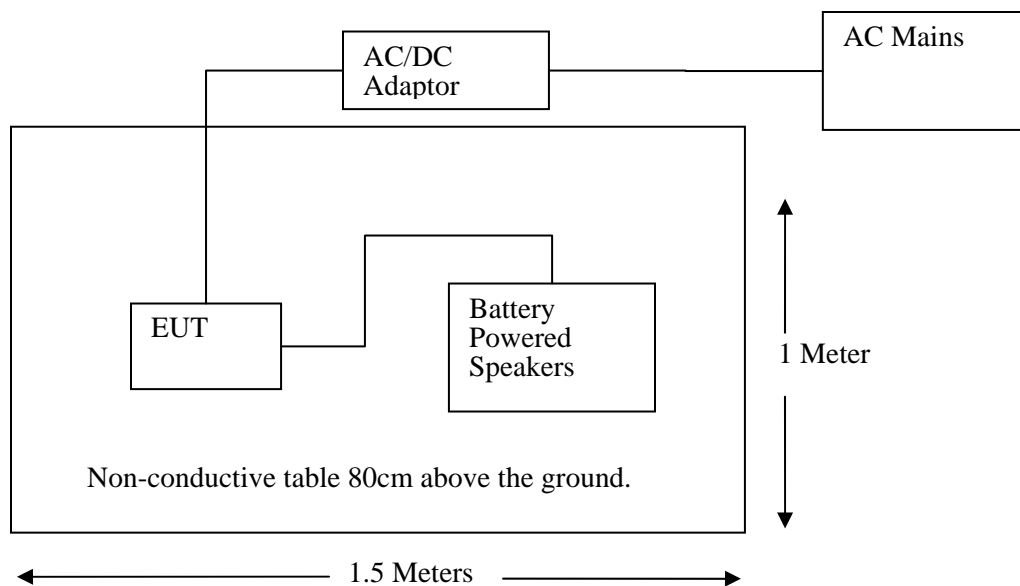 AC Mains
AC/DC
Adaptor
EUT
Battery
Powered
Speakers
1 Meter
Non-conductive table 80cm above the ground.
1.5 Meters